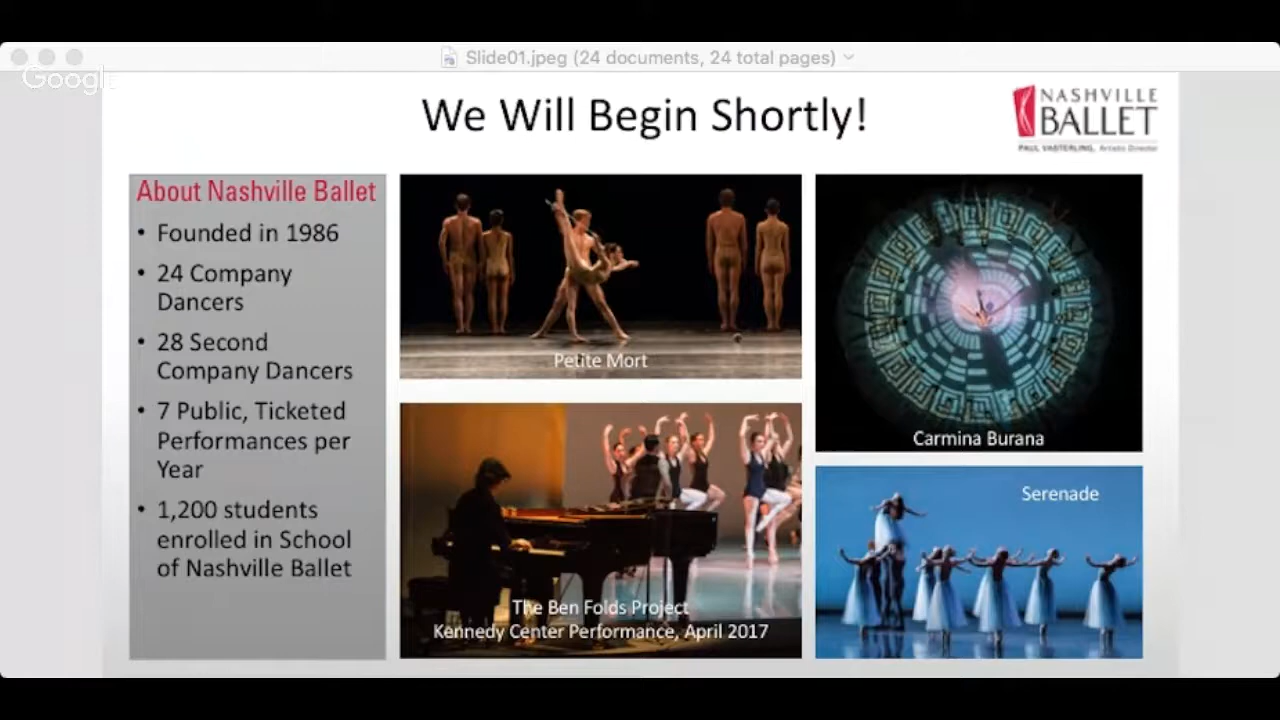 Slide01.jpeg (24 documents, 24 total pages)
Google
We Will Begin Shortly!
NASHVILLE
BALLET
PAUL VASTERLING, Artistic Director
About Nashville Ballet
• Founded in 1986
• 24 Company
Dancers
• 28 Second
Company Dancers
• 7 Public, Ticketed
Performances per
Year
• 1,200 students
enrolled in School
of Nashville Ballet
Petite Mort
The Ben Folds Project
Kennedy Center Performance, April 2017
Carmina Burana
Serenade